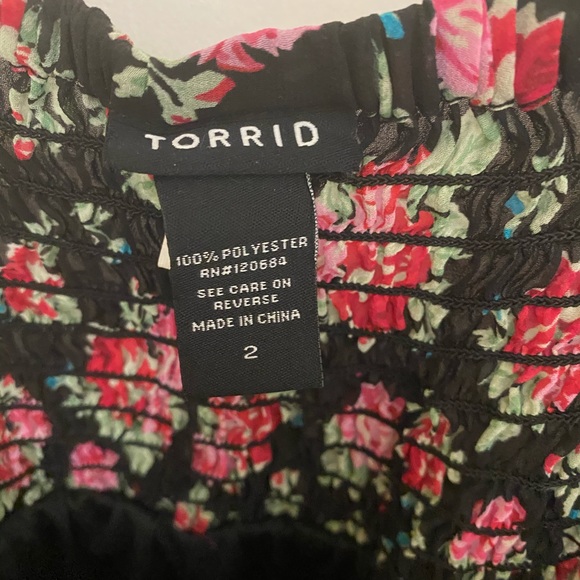 TORRID
100% POLYESTER
RN#120684
SEE CARE ON
REVERSE
MADE IN CHINA
2